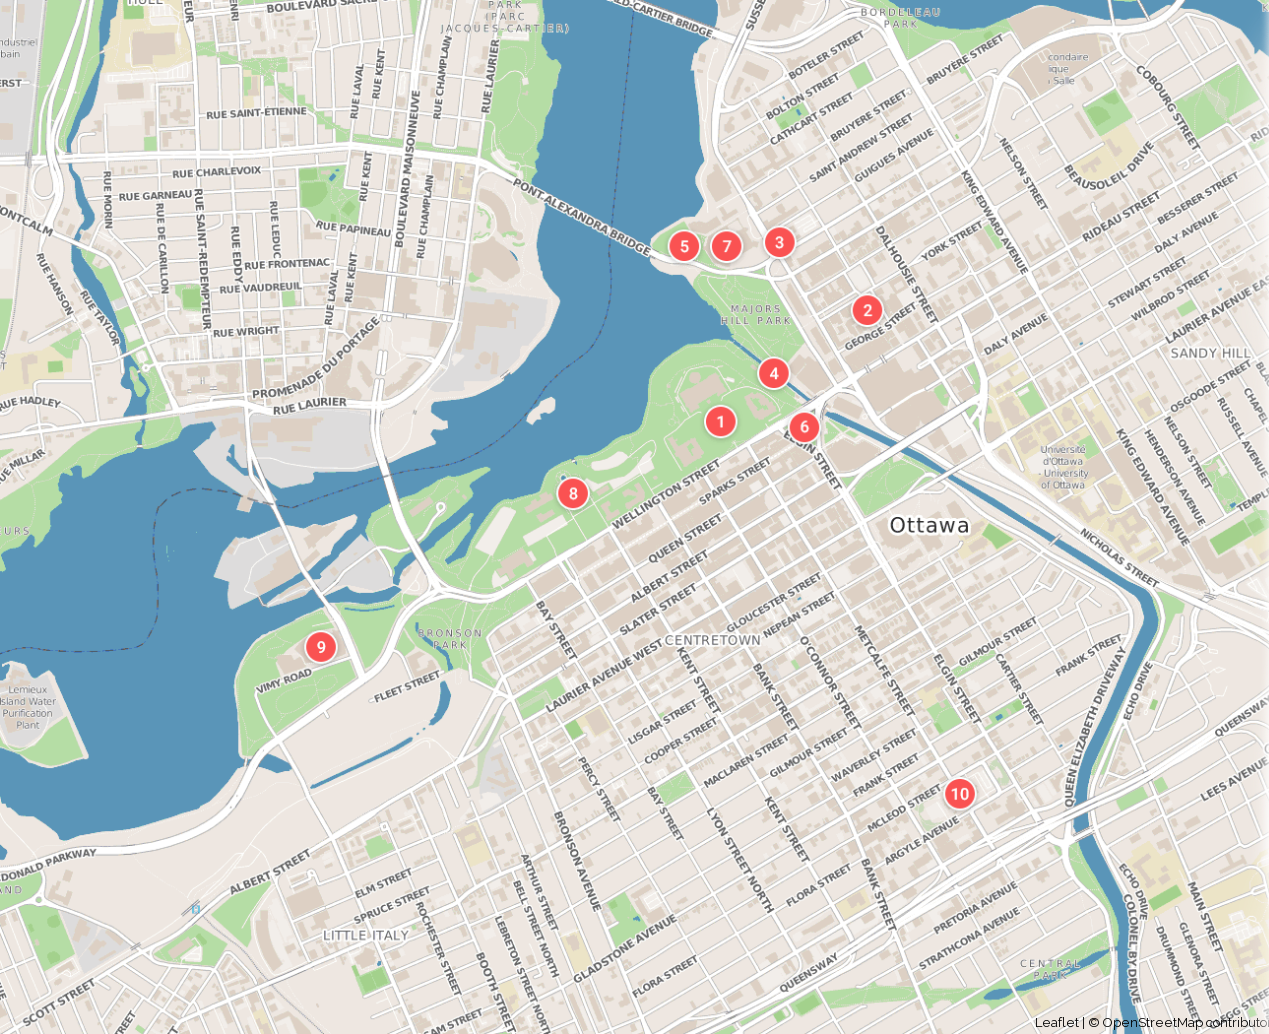 HULL
BOULEVARD SACRÉ
PARK
(PARC
JACQUES-CARTIER)
CARTIER BRIDGE
SUSSE
BORDELEAU
PARK
RUE LAVAL
RUE KENT
RUE CHAMPLAIN
RUE LAURIER
BOULEVARD MAISONNEUVE
RUE SAINT-ÉTIENNE
BOTELER STREET
BOLTON STREET
CATHCART STREET
BRUYERE STREET
BRUYERE STREET
SAINT ANDREW STREET
GUIGUES AVENUE
COBOURG STREET
NELSON STREET
BEAUSOLEIL DRIVE
KING EDWARD AVENUE
RIDEAU STREET
BESSERER STREET
DALY AVENUE
STEWART STREET
WILBROD STREET
LAURIER AVENUE EAS
RUE CHARLEVOIX
RUE GARNEAU
RUE MORIN
RUE DE CARILLON
RUE SAINT-REDEMPTEUR
RUE EDDY
RUE LEDUC
RUE KENT
RUE CHAMPLAIN
RUE PAPINEAU
RUE FRONTENAC
RUE VAUDREUIL
RUE LAVAL
RUE KENT
RUE WRIGHT
RUE HANSON
RUE TAYLOR
PONT ALEXANDRA BRIDGE
5
7
3
DALHOUSIE STREET
YORK STREET
MAJORS
HILL PARK
2
GEORGE STREET
DALY AVENUE
SANDY HILL
PROMENADE DU PORTAGE
RUE LAURIER
RUE HADLEY
RUE MILLAR
4
1
6
ELGIN STREET
OSGOODE STREET
RUSSELL AVENUE
NELSON STREET
HENDERSON AVENUE
KING EDWARD AVENUE
Université
d'Ottawa
- University
of Ottawa
8
WELLINGTON STREET
SPARKS STREET
QUEEN STREET
ALBERT STREET
SLATER STREET
Ottawa
NICHOLAS STREET
GLOUCESTER STREET
NEPEAN STREET
CENTRETOWN
LAURIER AVENUE WEST
BAY STREET
BRONSON
PARK
9
VIMY ROAD
FLEET STREET
Lemieux
Island Water
Purification
Plant
KENT STREET
BANK STREET
O'CONNOR STREET
METCALFE STREET
ELGIN STREET
GILMOUR STREET
CARTIER STREET
FRANK STREET
QUEEN ELIZABETH DRIVEWAY
ECHO DRIVE
QUEENSWAY
LISGAR STREET
COOPER STREET
MACLAREN STREET
GILMOUR STREET
WAVERLEY STREET
FRANK STREET
MCLEOD STREET
ARGYLE AVENUE
10
LEES AVENUE
PERCY STREET
BAY STREET
LYON STREET NORTH
KENT STREET
BANK STREET
BRONSON AVENUE
DONALD PARKWAY
ALBERT STREET
ELM STREET
SPRUCE STREET
ARTHUR STREET
BELL STREET NORTH
FLORA STREET
PRETORIA AVENUE
STRATHCONA AVENUE
ECHO DRIVE
COLONEL BY DRIVE
MAIN STREET
GLENORA STREET
DRUMMOND STREET
LITTLE ITALY
ROCHESTER STREET
LEBRETON STREET
BOOTH STREET
GLADSTONE AVENUE
FLORA STREET
QUEENSWAY
CENTRAL
PARK
SCOTT STREET
Leaflet | © OpenStreetMap contributo